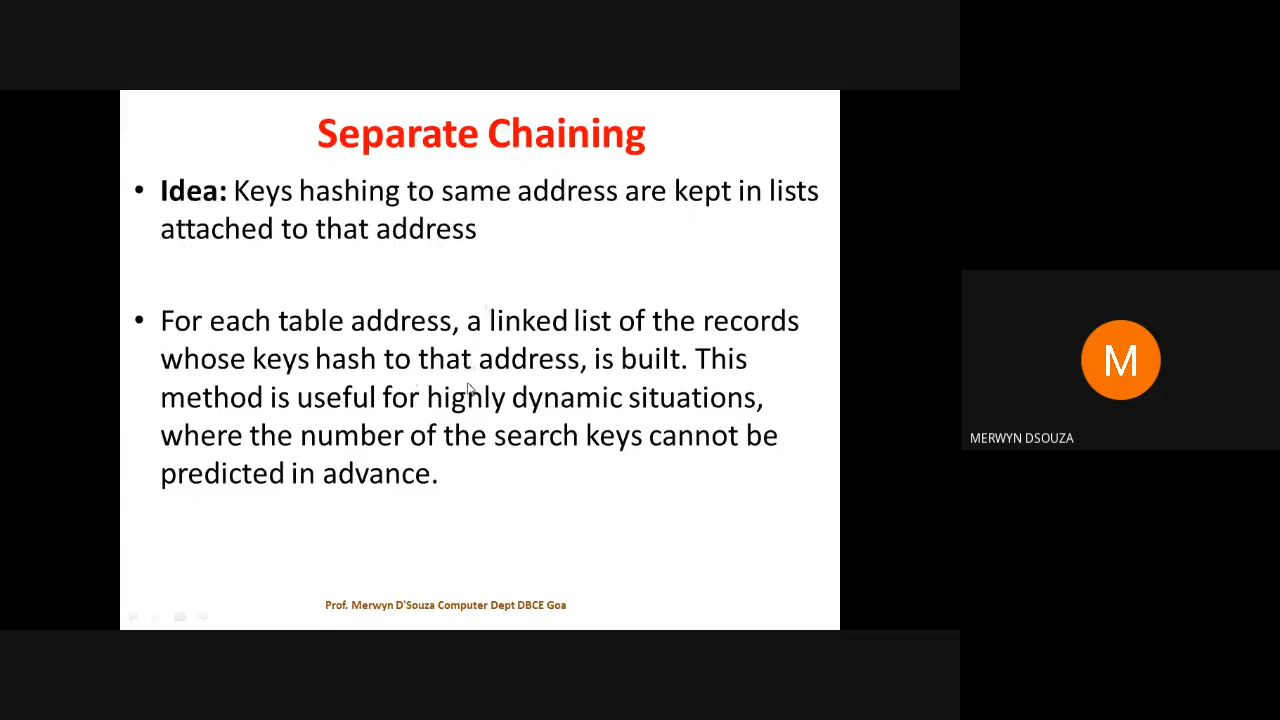 Separate Chaining
• Idea: Keys hashing to same address are kept in lists
attached to that address
• For each table address, a linked list of the records
whose keys hash to that address, is built. This
method is useful for highly dynamic situations,
where the number of the search keys cannot be
predicted in advance.
Prof. Merwyn D'Souza Computer Dept DBCE Goa
M
MERWYN DSOUZA